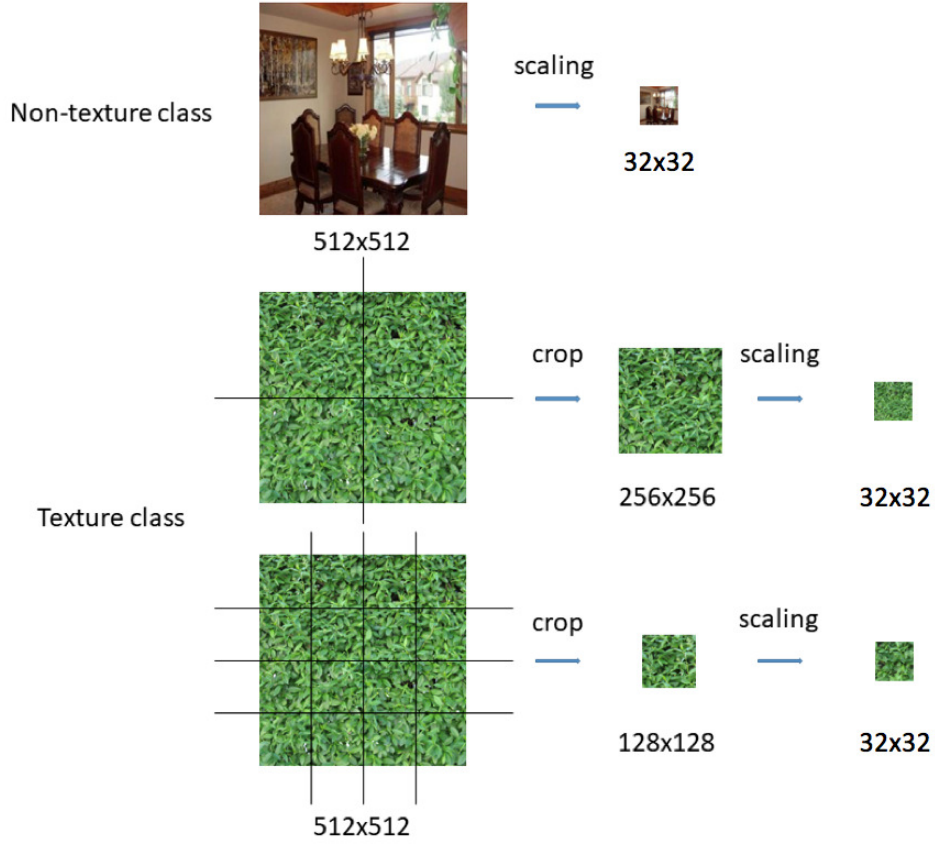 scaling
Non-texture class
32x32
512x512
crop
scaling
256x256
32x32
Texture class
crop
scaling
128x128
32x32
512x512